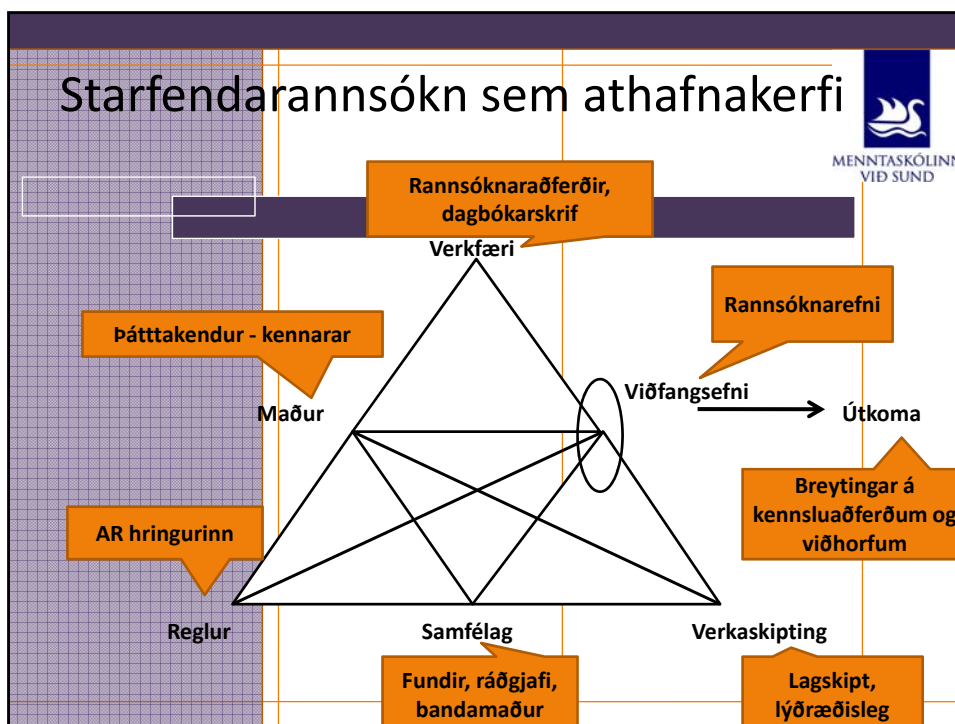 Starfendarannsókn sem athafnakerfi
MENNTASKÓLINN
VIÐ SUND
Rannsóknaraðferðir,
dagbókarskrif
Verkfæri
Rannsóknarefni
Þátttakendur - kennarar
Viðfangsefni
Maður
Útkoma
Breytingar á
kennsluaðferðum og
viðhorfum
AR hringurinn
Reglur
Samfélag
Verkaskipting
Fundir, ráðgjafi,
bandamaður
Lagskipt,
lýðræðisleg